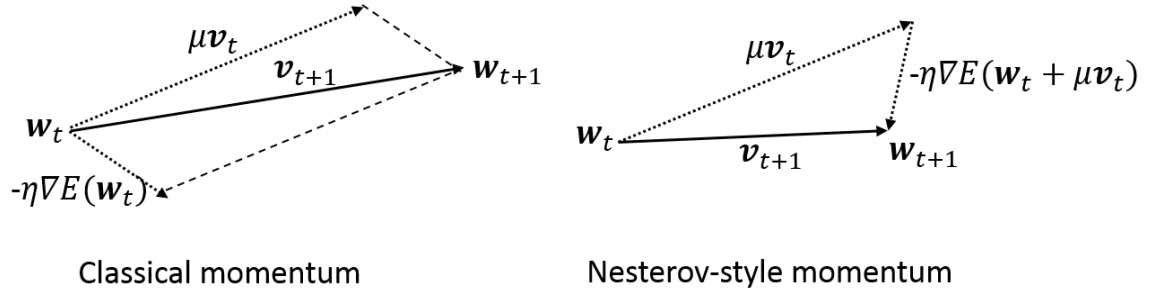 μv_t
v_{t+1}
w_{t+1}
w_t
-η∇E(w_t)
Classical momentum
μv_t
-η∇E(w_t + μv_t)
w_t
v_{t+1}
w_{t+1}
Nesterov-style momentum